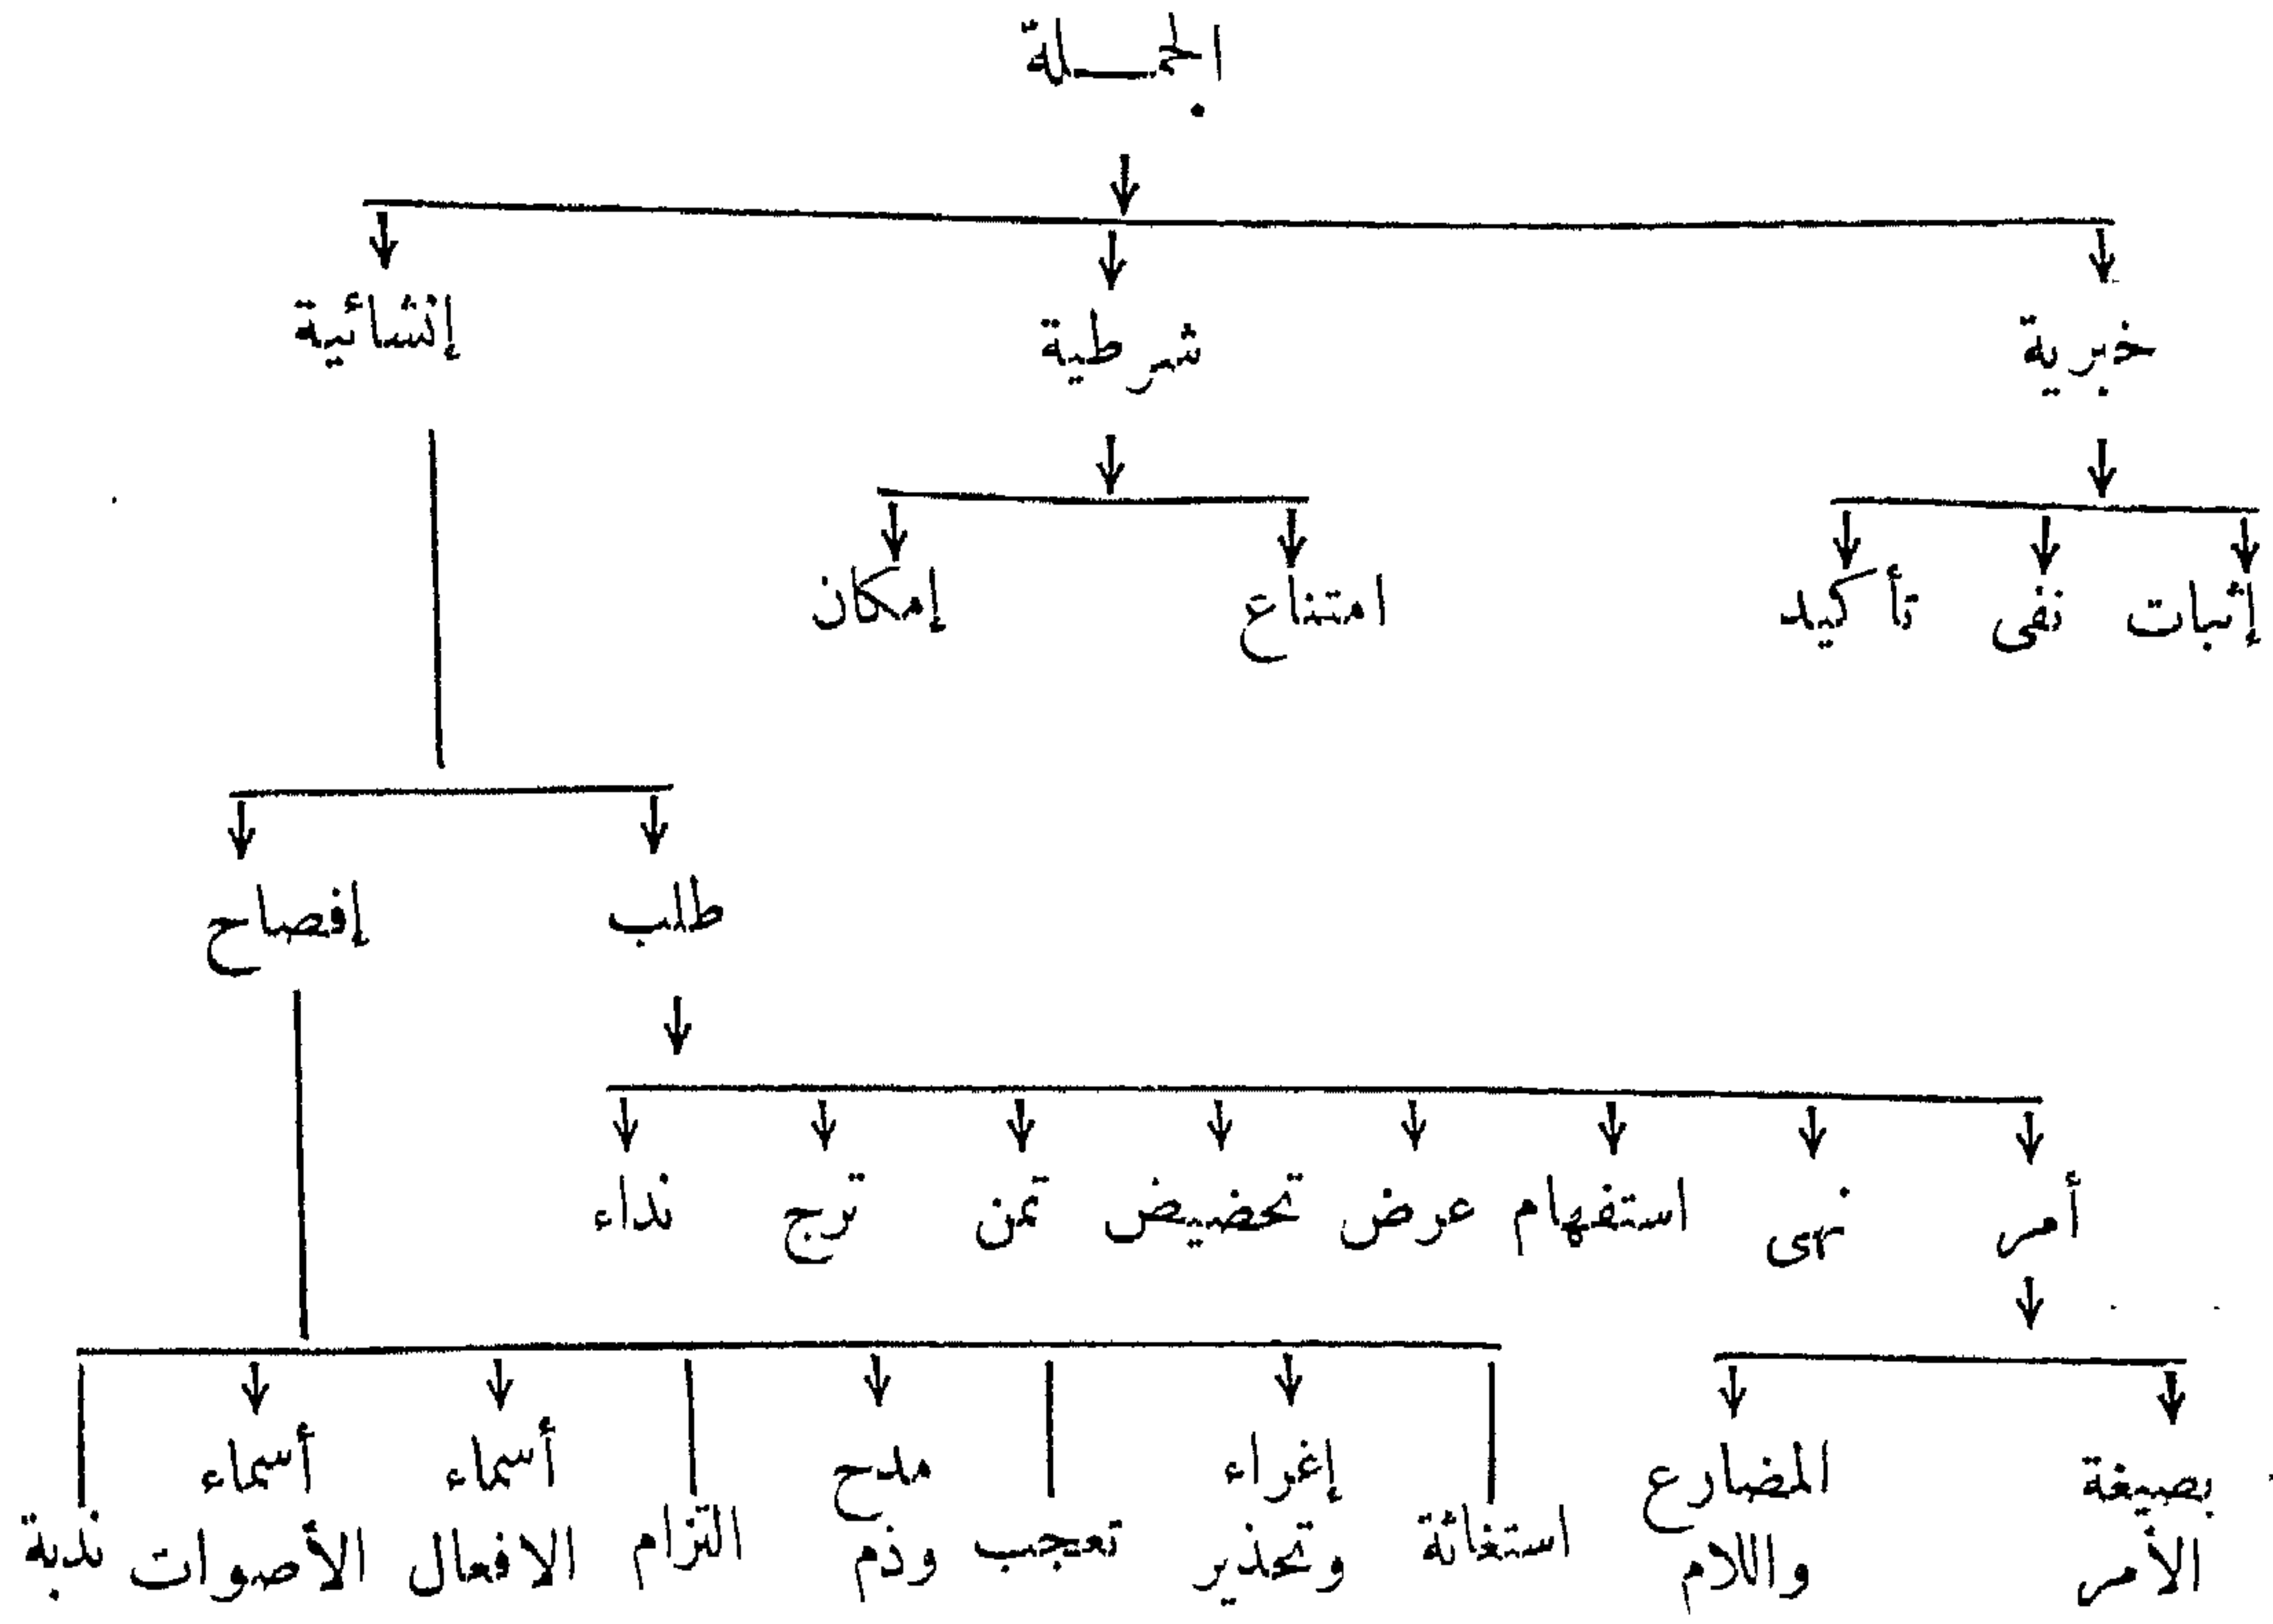 الجملة
خبرية شرطية إنشائية
إثبات نفى تأكيد امتناع إمكان
طلب إفصاح
أمر نهى استفهام عرض تحضيض تمن ترج نداء
بصيغة المضارع إغراء مدح أسماء أسماء
الأمر واللام استغاثة وتحذير تعجب وذم التزام الافعال الأصوات ندبة